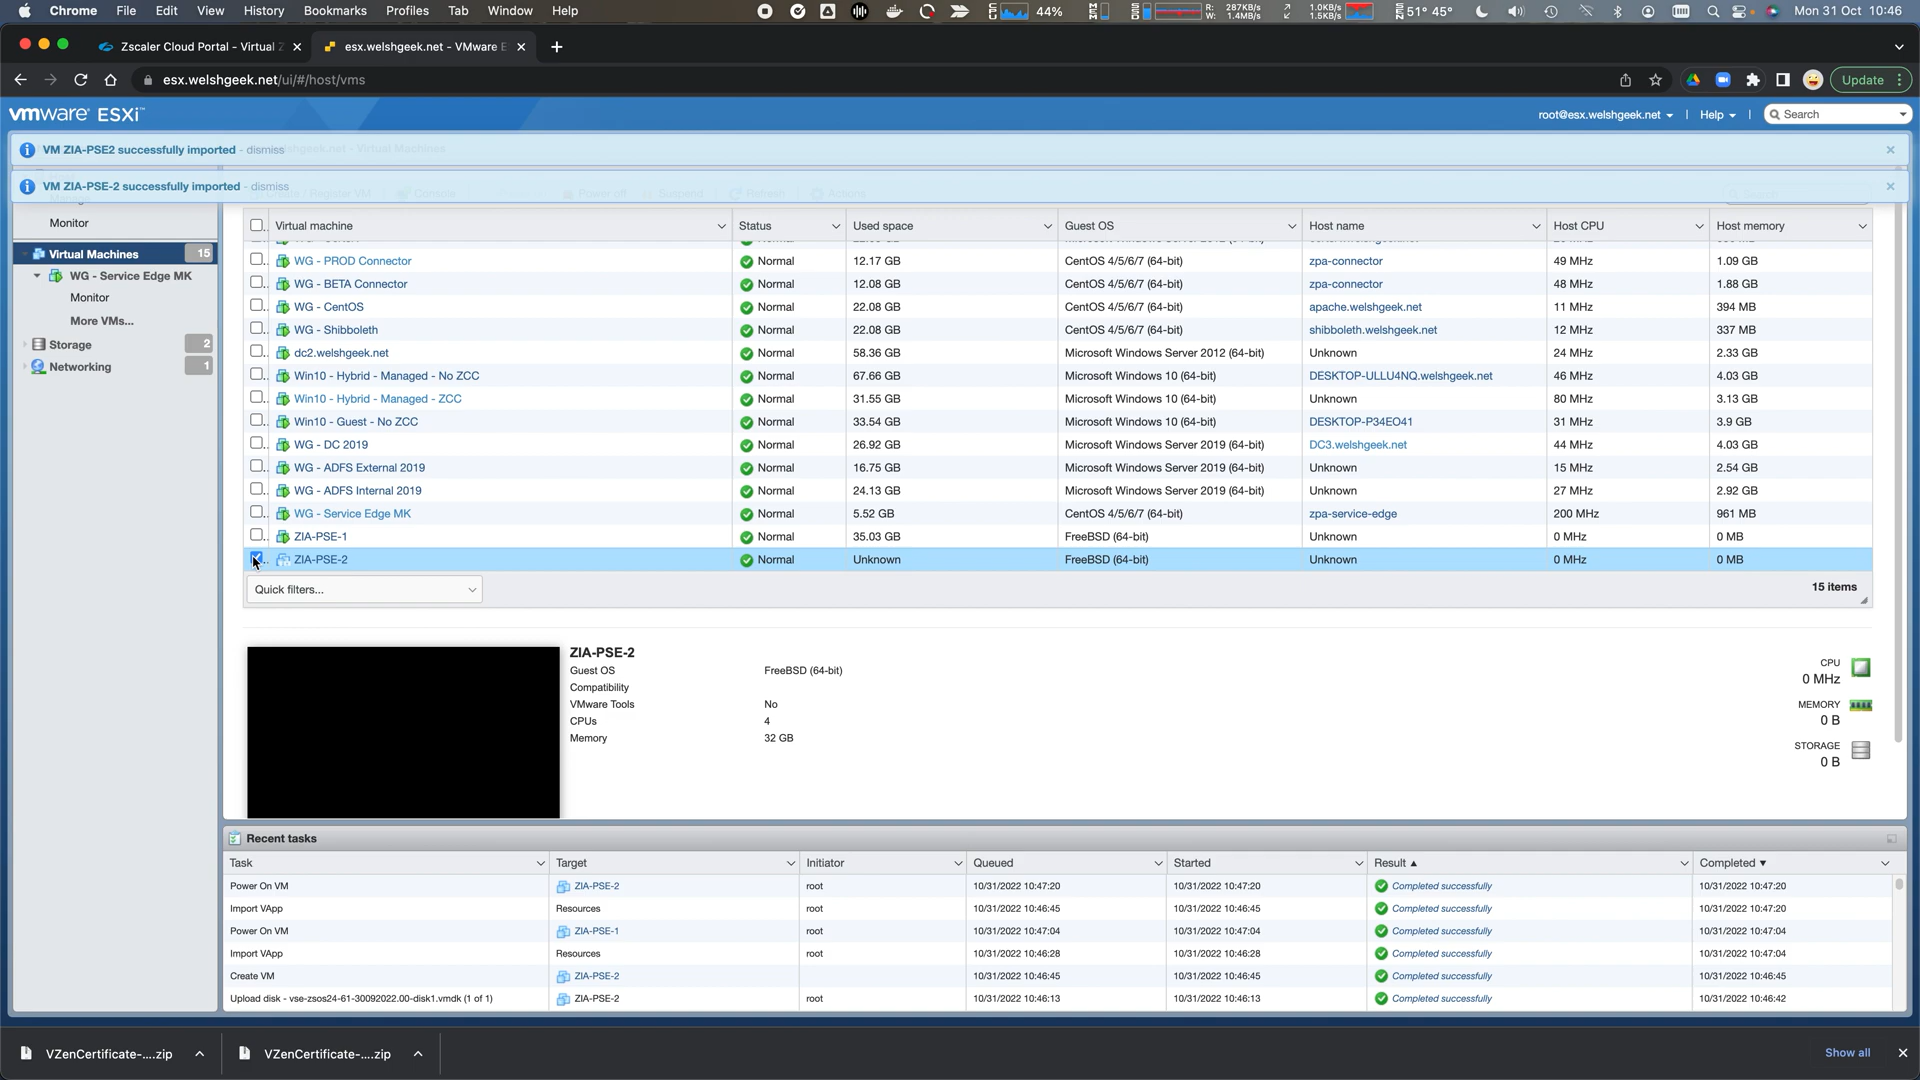 Chrome File Edit View History Bookmarks Profiles Tab Window Help 44% R: 287KB/s W: 1.4MB/s 1.0KB/s 1.5KB/s 51° 45° Mon 31 Oct 10:46
Zscaler Cloud Portal - Virtual Z
esx.welshgeek.net - VMware E
esx.welshgeek.net/ui/#/host/vms
Update
vmware ESXi™
root@esx.welshgeek.net
Help
Search
VM ZIA-PSE2 successfully imported - dismiss
VM ZIA-PSE-2 successfully imported - dismiss
Monitor
Virtual Machines 15
WG - Service Edge MK
Monitor
More VMs...
Storage 2
Networking 1
Virtual machine Status Used space Guest OS Host name Host CPU Host memory
WG - PROD Connector Normal 12.17 GB CentOS 4/5/6/7 (64-bit) zpa-connector 49 MHz 1.09 GB
WG - BETA Connector Normal 12.08 GB CentOS 4/5/6/7 (64-bit) zpa-connector 48 MHz 1.88 GB
WG - CentOS Normal 22.08 GB CentOS 4/5/6/7 (64-bit) apache.welshgeek.net 11 MHz 394 MB
WG - Shibboleth Normal 22.08 GB CentOS 4/5/6/7 (64-bit) shibboleth.welshgeek.net 12 MHz 337 MB
dc2.welshgeek.net Normal 58.36 GB Microsoft Windows Server 2012 (64-bit) Unknown 24 MHz 2.33 GB
Win10 - Hybrid - Managed - No ZCC Normal 67.66 GB Microsoft Windows 10 (64-bit) DESKTOP-ULLU4NQ.welshgeek.net 46 MHz 4.03 GB
Win10 - Hybrid - Managed - ZCC Normal 31.55 GB Microsoft Windows 10 (64-bit) Unknown 80 MHz 3.13 GB
Win10 - Guest - No ZCC Normal 33.54 GB Microsoft Windows 10 (64-bit) DESKTOP-P34EO41 31 MHz 3.9 GB
WG - DC 2019 Normal 26.92 GB Microsoft Windows Server 2019 (64-bit) DC3.welshgeek.net 44 MHz 4.03 GB
WG - ADFS External 2019 Normal 16.75 GB Microsoft Windows Server 2019 (64-bit) Unknown 15 MHz 2.54 GB
WG - ADFS Internal 2019 Normal 24.13 GB Microsoft Windows Server 2019 (64-bit) Unknown 27 MHz 2.92 GB
WG - Service Edge MK Normal 5.52 GB CentOS 4/5/6/7 (64-bit) zpa-service-edge 200 MHz 961 MB
ZIA-PSE-1 Normal 35.03 GB FreeBSD (64-bit) Unknown 0 MHz 0 MB
ZIA-PSE-2 Normal Unknown FreeBSD (64-bit) Unknown 0 MHz 0 MB
Quick filters... 15 items
ZIA-PSE-2
Guest OS FreeBSD (64-bit)
Compatibility
VMware Tools No
CPUs 4
Memory 32 GB
CPU
0 MHz
MEMORY
0 B
STORAGE
0 B
Recent tasks
Task Target Initiator Queued Started Result ▲ Completed ▼
Power On VM ZIA-PSE-2 root 10/31/2022 10:47:20 10/31/2022 10:47:20 Completed successfully 10/31/2022 10:47:20
Import VApp Resources root 10/31/2022 10:46:45 10/31/2022 10:46:45 Completed successfully 10/31/2022 10:47:20
Power On VM ZIA-PSE-1 root 10/31/2022 10:47:04 10/31/2022 10:47:04 Completed successfully 10/31/2022 10:47:04
Import VApp Resources root 10/31/2022 10:46:28 10/31/2022 10:46:28 Completed successfully 10/31/2022 10:47:04
Create VM ZIA-PSE-2 10/31/2022 10:46:45 10/31/2022 10:46:45 Completed successfully 10/31/2022 10:46:45
Upload disk - vse-zsos24-61-30092022.00-disk1.vmdk (1 of 1) ZIA-PSE-2 root 10/31/2022 10:46:13 10/31/2022 10:46:13 Completed successfully 10/31/2022 10:46:42
VZenCertificate-....zip
VZenCertificate-....zip
Show all